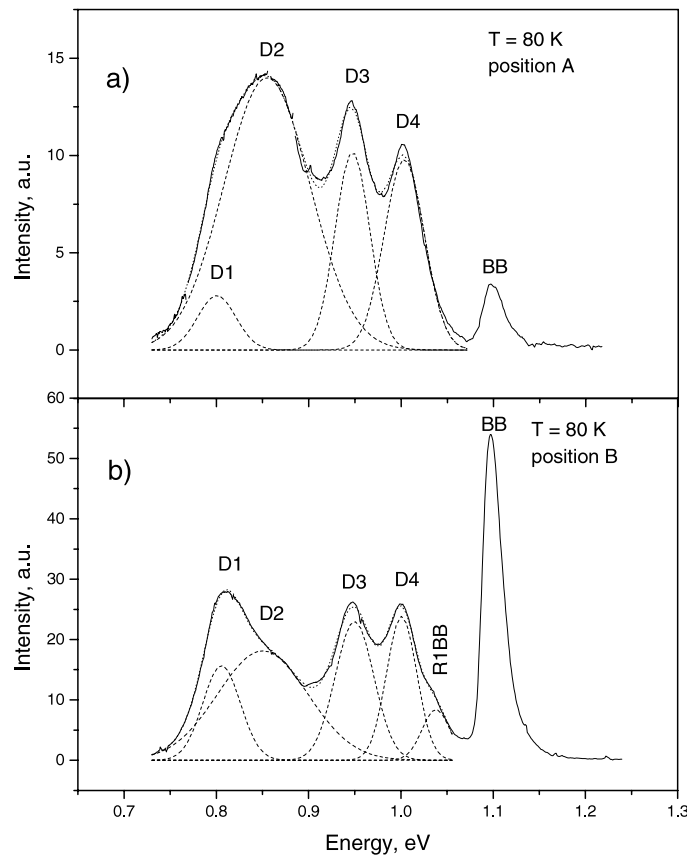 15
10
5
0
Intensity, a.u.
a)
D2
D3
D4
D1
BB
T = 80 K
position A
60
50
40
30
20
10
0
Intensity, a.u.
b)
D1
D2
D3
D4
R1BB
BB
T = 80 K
position B
0.7 0.8 0.9 1.0 1.1 1.2 1.3
Energy, eV